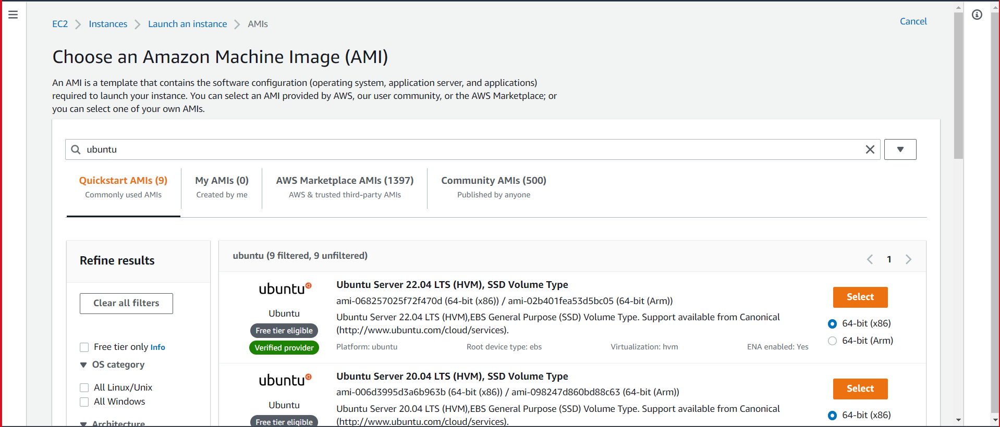 EC2 Instances Launch an instance AMIs
Cancel
Choose an Amazon Machine Image (AMI)
An AMI is a template that contains the software configuration (operating system, application server, and applications)
required to launch your instance. You can select an AMI provided by AWS, our user community, or the AWS Marketplace; or
you can select one of your own AMIs.
ubuntu
Quickstart AMIs (9)
Commonly used AMIs
My AMIs (0)
Created by me
AWS Marketplace AMIs (1397)
AWS & trusted third-party AMIs
Community AMIs (500)
Published by anyone
Refine results
Clear all filters
Free tier only Info
OS category
All Linux/Unix
All Windows
Architecture
ubuntu (9 filtered, 9 unfiltered)
1
ubuntu
Ubuntu
Free tier eligible
Verified provider
Ubuntu Server 22.04 LTS (HVM), SSD Volume Type
ami-068257025f72f470d (64-bit (x86)) / ami-02b401fea53d5bc05 (64-bit (Arm))
Ubuntu Server 22.04 LTS (HVM),EBS General Purpose (SSD) Volume Type. Support available from Canonical
(http://www.ubuntu.com/cloud/services).
Platform: ubuntu Root device type: ebs Virtualization: hvm ENA enabled: Yes
Select
64-bit (x86)
64-bit (Arm)
ubuntu
Ubuntu
Free tier eligible
Ubuntu Server 20.04 LTS (HVM), SSD Volume Type
ami-006d3995d3a6b963b (64-bit (x86)) / ami-098247d860bd88c63 (64-bit (Arm))
Ubuntu Server 20.04 LTS (HVM),EBS General Purpose (SSD) Volume Type. Support available from Canonical
(http://www.ubuntu.com/cloud/services).
Select
64-bit (x86)